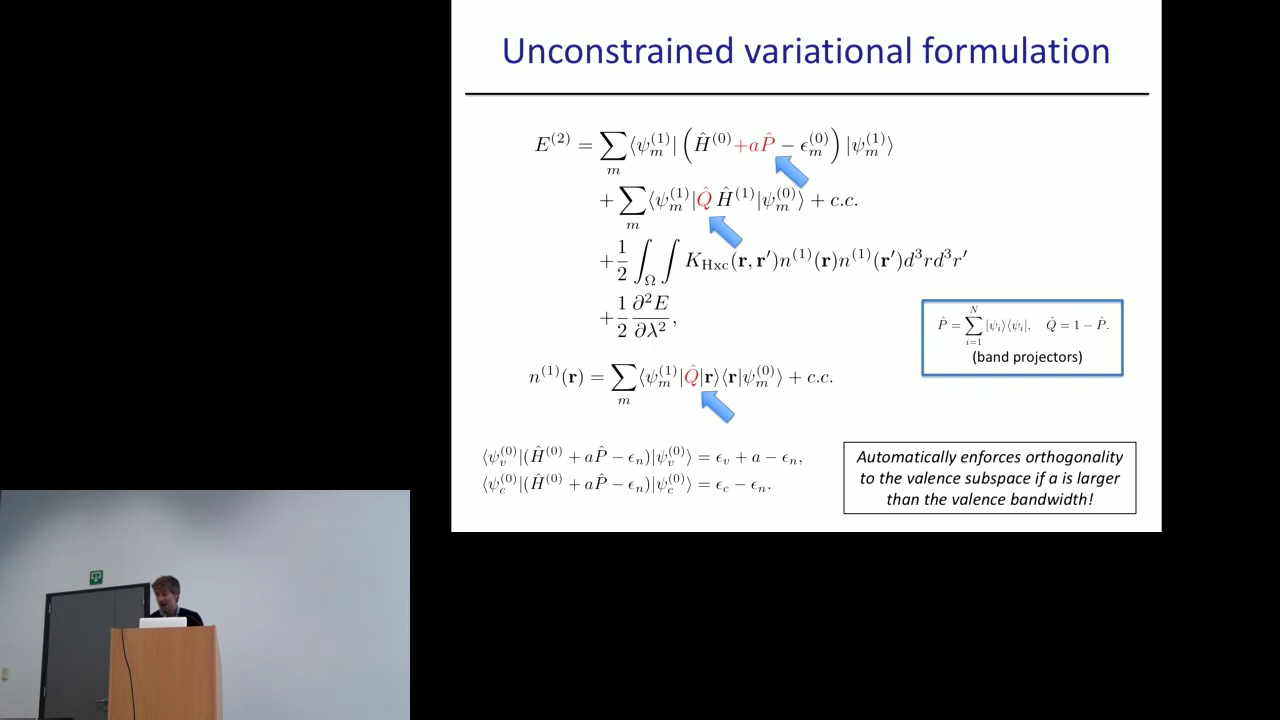 Unconstrained variational formulation
$E^{(2)} = \sum_m \langle \psi_m^{(1)} | \left( \hat{H}^{(0)} + a\hat{P} - \epsilon_m^{(0)} \right) | \psi_m^{(1)} \rangle$
$+ \sum_m \langle \psi_m^{(1)} | \hat{Q} \hat{H}^{(1)} | \psi_m^{(0)} \rangle + c.c.$
$+ \frac{1}{2} \int_\Omega \int K_{\mathrm{Hxc}}(\mathbf{r}, \mathbf{r}') n^{(1)}(\mathbf{r}) n^{(1)}(\mathbf{r}') d^3r d^3r'$
$+ \frac{1}{2} \frac{\partial^2 E}{\partial \lambda^2},$
$\hat{P} = \sum_{i=1}^{N} |\psi_i\rangle\langle\psi_i|, \quad \hat{Q} = 1 - \hat{P}.$
(band projectors)
$n^{(1)}(\mathbf{r}) = \sum_m \langle \psi_m^{(1)} | \hat{Q} | \mathbf{r} \rangle \langle \mathbf{r} | \psi_m^{(0)} \rangle + c.c.$
$\langle \psi_v^{(0)} | (\hat{H}^{(0)} + a\hat{P} - \epsilon_n) | \psi_v^{(0)} \rangle = \epsilon_v + a - \epsilon_n,$
$\langle \psi_c^{(0)} | (\hat{H}^{(0)} + a\hat{P} - \epsilon_n) | \psi_c^{(0)} \rangle = \epsilon_c - \epsilon_n.$
Automatically enforces orthogonality
to the valence subspace if a is larger
than the valence bandwidth!